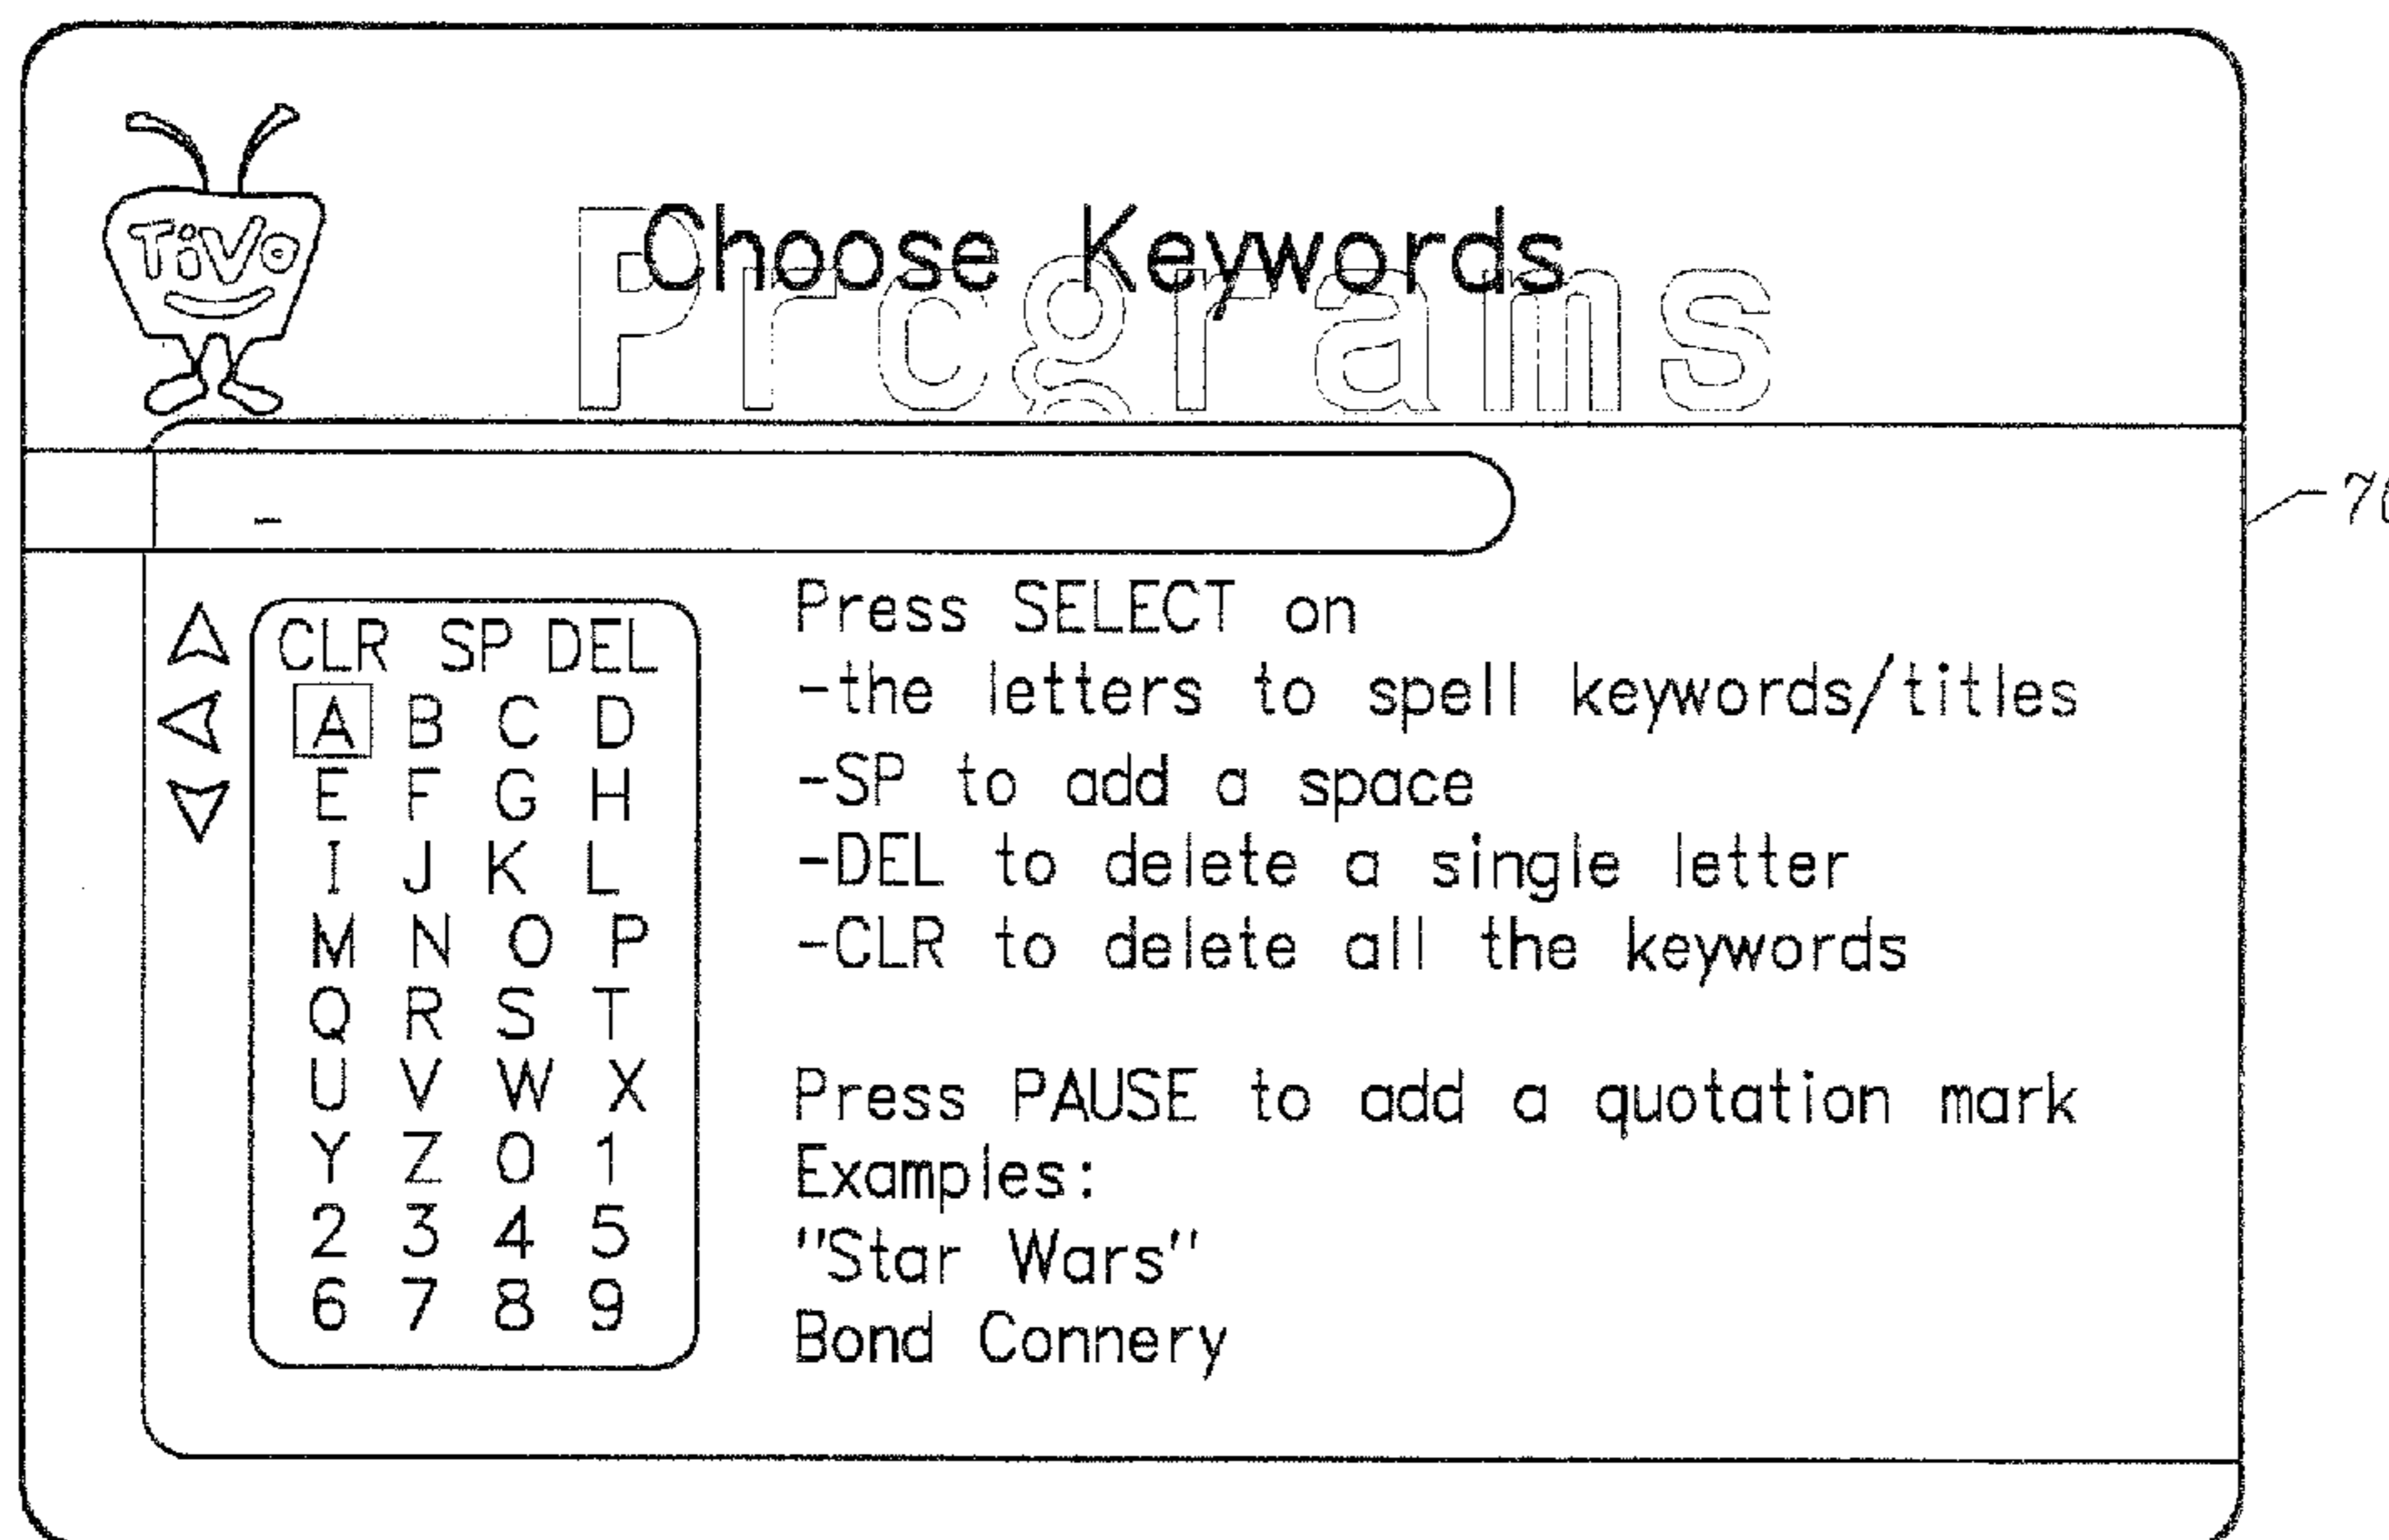 TiVo
Choose Keywords
Prcgrams
-
CLR SP DEL
A B C D
E F G H
I J K L
M N O P
Q R S T
U V W X
Y Z 0 1
2 3 4 5
6 7 8 9
Press SELECT on
-the letters to spell keywords/titles
-SP to add a space
-DEL to delete a single letter
-CLR to delete all the keywords
Press PAUSE to add a quotation mark
Examples:
"Star Wars"
Bond Connery